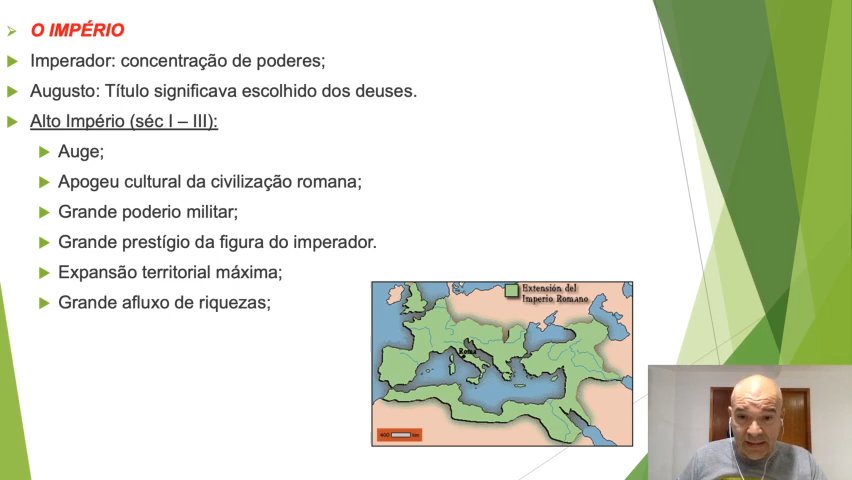 O IMPÉRIO
Imperador: concentração de poderes;
Augusto: Título significava escolhido dos deuses.
Alto Império (séc I – III):
Auge;
Apogeu cultural da civilização romana;
Grande poderio militar;
Grande prestígio da figura do imperador.
Expansão territorial máxima;
Grande afluxo de riquezas;
Extensión del
Imperio Romano
Roma
400 km